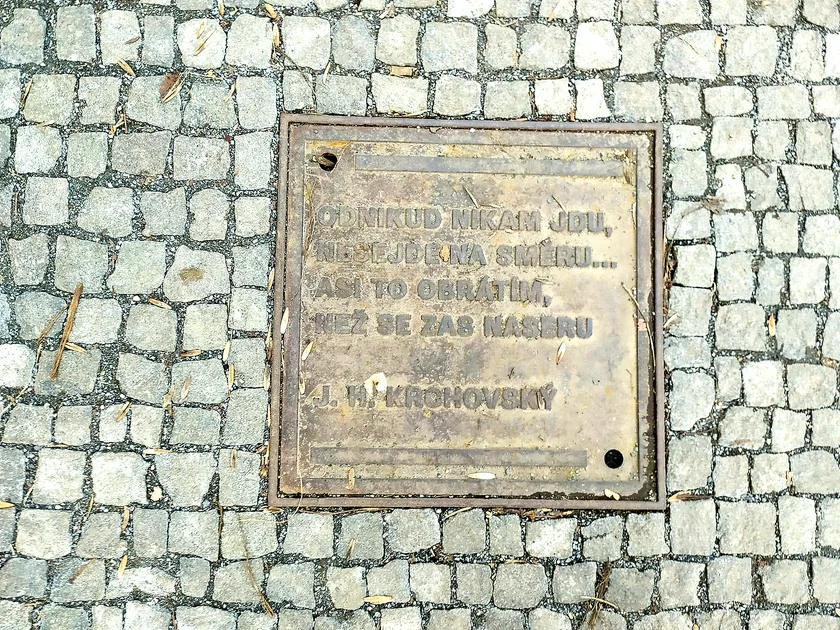 ODNIKUD NIKAM JDU,
NESEJDE NA SMĚRU...
ASI TO OBRÁTÍM,
NEŽ SE ZAS NASERU
J. H. KRCHOVSKÝ